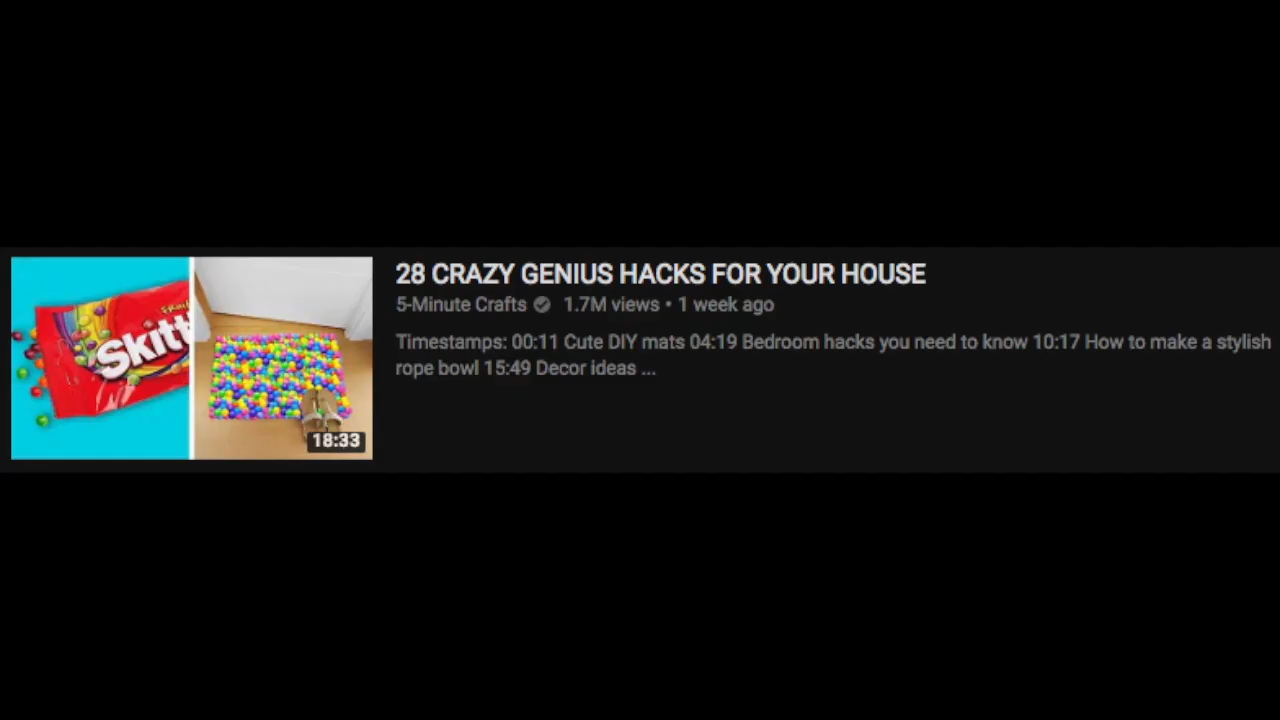 28 CRAZY GENIUS HACKS FOR YOUR HOUSE
5-Minute Crafts 1.7M views • 1 week ago
Timestamps: 00:11 Cute DIY mats 04:19 Bedroom hacks you need to know 10:17 How to make a stylish
rope bowl 15:49 Decor ideas ...
Skitt
18:33